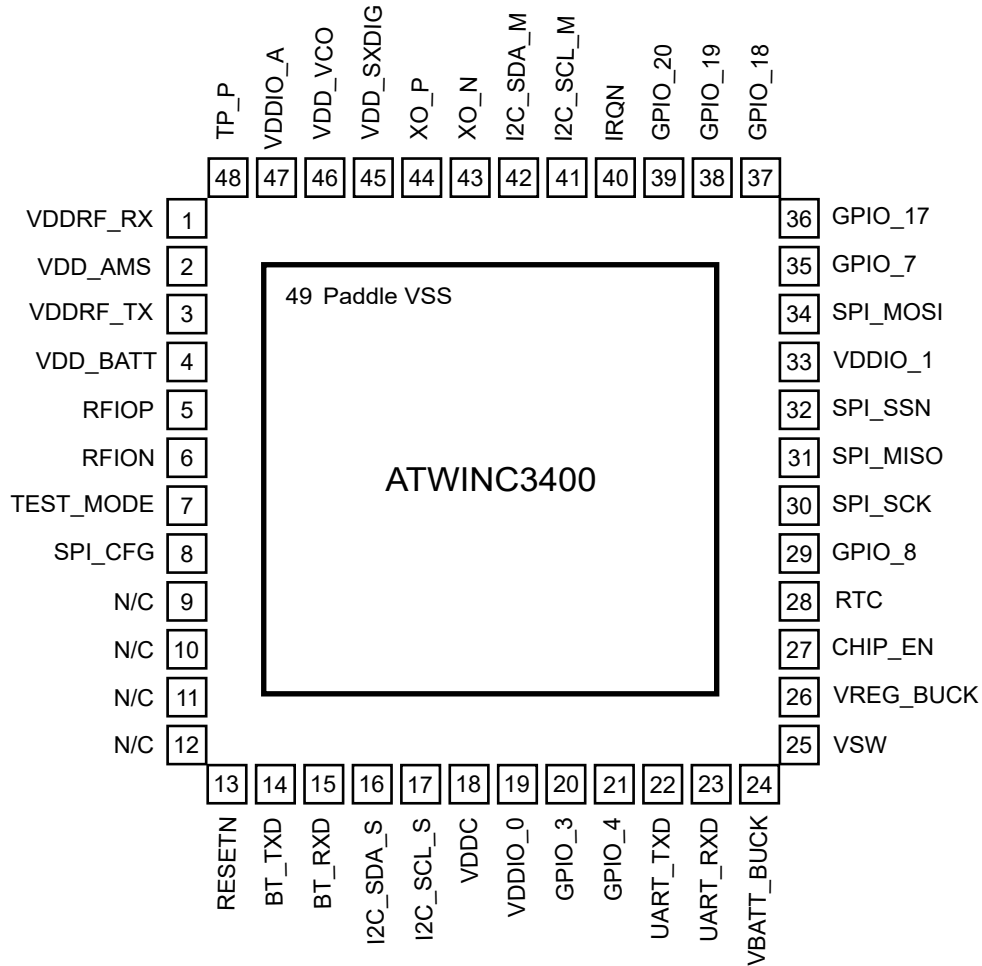 TP_P
VDDIO_A
VDD_VCO
VDD_SXDIG
XO_P
XO_N
I2C_SDA_M
I2C_SCL_M
IRQN
GPIO_20
GPIO_19
GPIO_18
48 47 46 45 44 43 42 41 40 39 38 37
VDDRF_RX 1
VDD_AMS 2
VDDRF_TX 3
VDD_BATT 4
RFIOP 5
RFION 6
TEST_MODE 7
SPI_CFG 8
N/C 9
N/C 10
N/C 11
N/C 12
49 Paddle VSS
ATWINC3400
36 GPIO_17
35 GPIO_7
34 SPI_MOSI
33 VDDIO_1
32 SPI_SSN
31 SPI_MISO
30 SPI_SCK
29 GPIO_8
28 RTC
27 CHIP_EN
26 VREG_BUCK
25 VSW
13 14 15 16 17 18 19 20 21 22 23 24
RESETN
BT_TXD
BT_RXD
I2C_SDA_S
I2C_SCL_S
VDDC
VDDIO_0
GPIO_3
GPIO_4
UART_TXD
UART_RXD
VBATT_BUCK